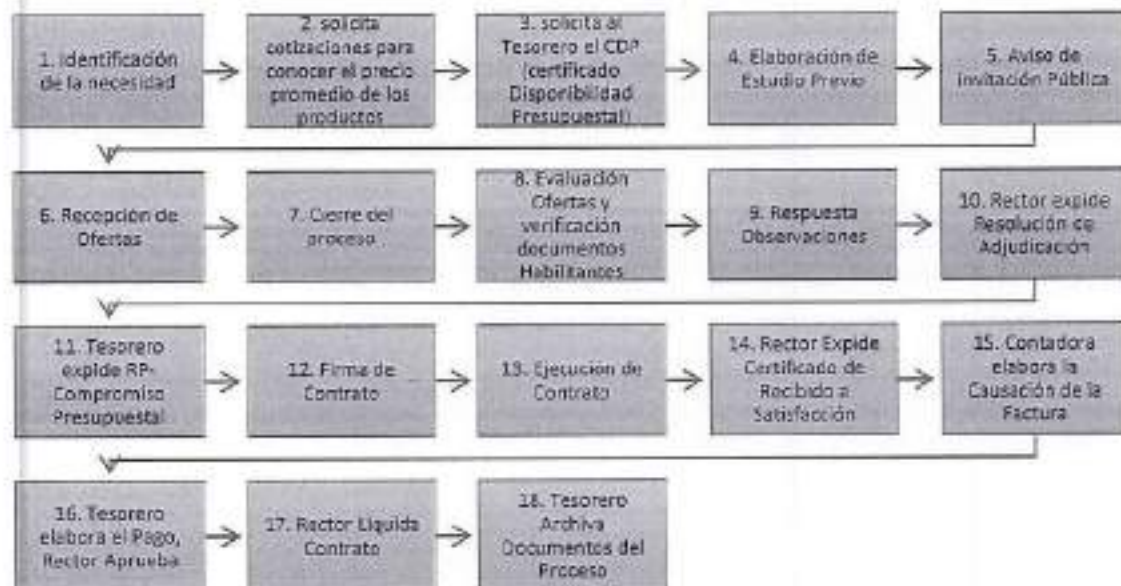 1. Identificación
de la necesidad
2. solicita
cotizaciones para
conocer el precio
promedio de los
productos
3. solicita al
Tesorero el CDP
(certificado
Disponibilidad
Presupuestal)
4. Elaboración de
Estudio Previo
5. Aviso de
invitación Pública
6. Recepción de
Ofertas
7. Cierre del
proceso
8. Evaluación
Ofertas y
verificación
documentos
Habilitantes
9. Respuesta
Observaciones
10. Rector expide
Resolución de
Adjudicación
11. Tesorero
expide RP-
Compromiso
Presupuestal
12. Firma de
Contrato
13. Ejecución de
Contrato
14. Rector Expide
Certificado de
Recibido a
Satisfacción
15. Contadora
elabora la
Causación de la
Factura
16. Tesorero
elabora el Pago,
Rector Aprueba
17. Rector Liquida
Contrato
18. Tesorero
Archiva
Documentos del
Proceso